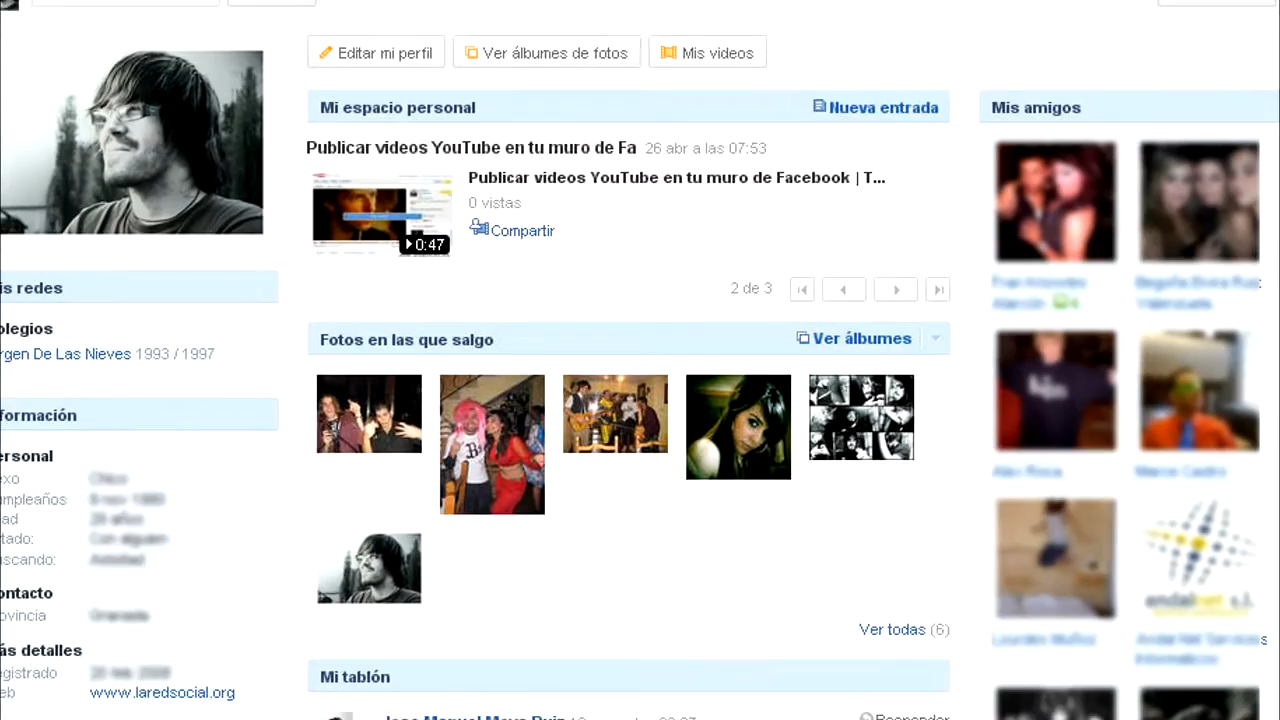 Editar mi perfil
Ver álbumes de fotos
Mis videos
Mi espacio personal
Nueva entrada
Mis amigos
Publicar videos YouTube en tu muro de Fa 26 abr a las 07:53
Publicar videos YouTube en tu muro de Facebook | T...
0 vistas
Compartir
0:47
2 de 3
is redes
olegios
rgen De Las Nieves 1993 / 1997
Fotos en las que salgo
Ver álbumes
formación
ersonal
exo
umpleaños
ad
tado:
uscando:
ontacto
ovincia
ás detalles
egistrado
eb www.laredsocial.org
Ver todas (6)
Mi tablón
Responder